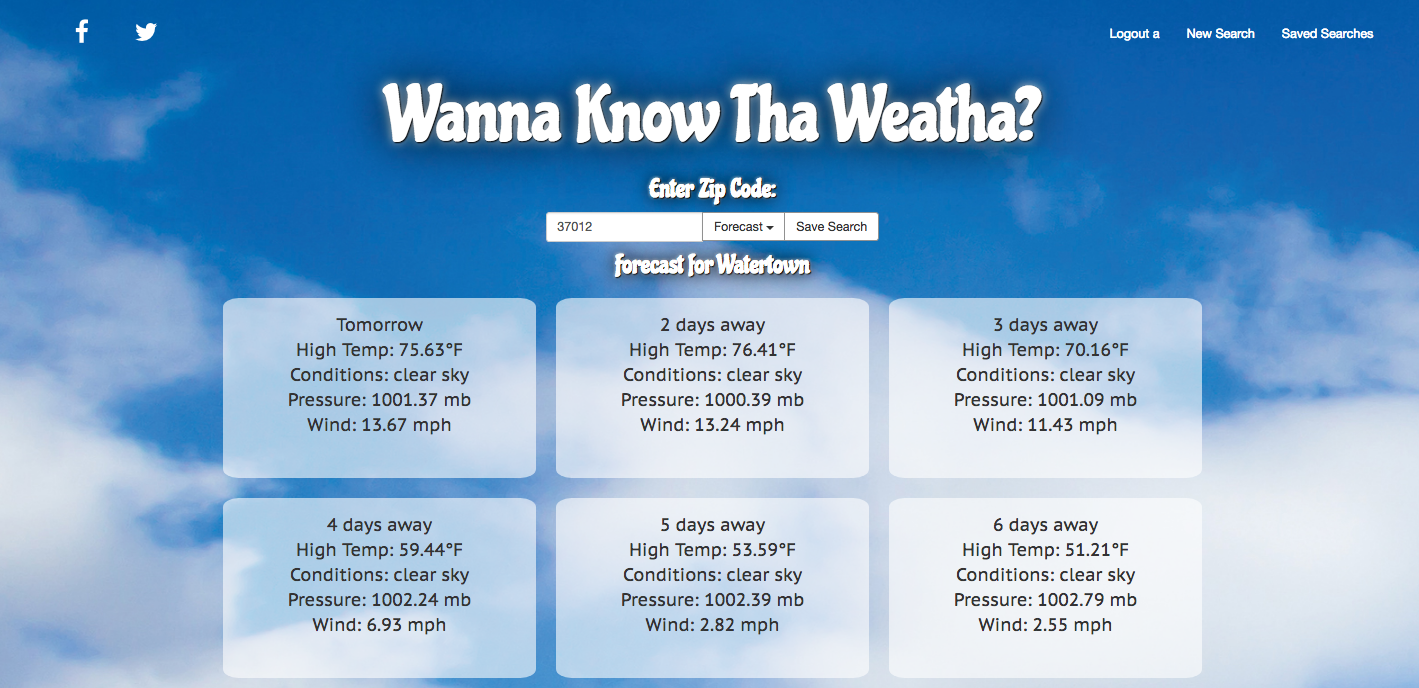 Logout a New Search Saved Searches
Wanna Know Tha Weatha?
Enter Zip Code:
37012 Forecast Save Search
Forecast for Watertown
Tomorrow
High Temp: 75.63°F
Conditions: clear sky
Pressure: 1001.37 mb
Wind: 13.67 mph
2 days away
High Temp: 76.41°F
Conditions: clear sky
Pressure: 1000.39 mb
Wind: 13.24 mph
3 days away
High Temp: 70.16°F
Conditions: clear sky
Pressure: 1001.09 mb
Wind: 11.43 mph
4 days away
High Temp: 59.44°F
Conditions: clear sky
Pressure: 1002.24 mb
Wind: 6.93 mph
5 days away
High Temp: 53.59°F
Conditions: clear sky
Pressure: 1002.39 mb
Wind: 2.82 mph
6 days away
High Temp: 51.21°F
Conditions: clear sky
Pressure: 1002.79 mb
Wind: 2.55 mph